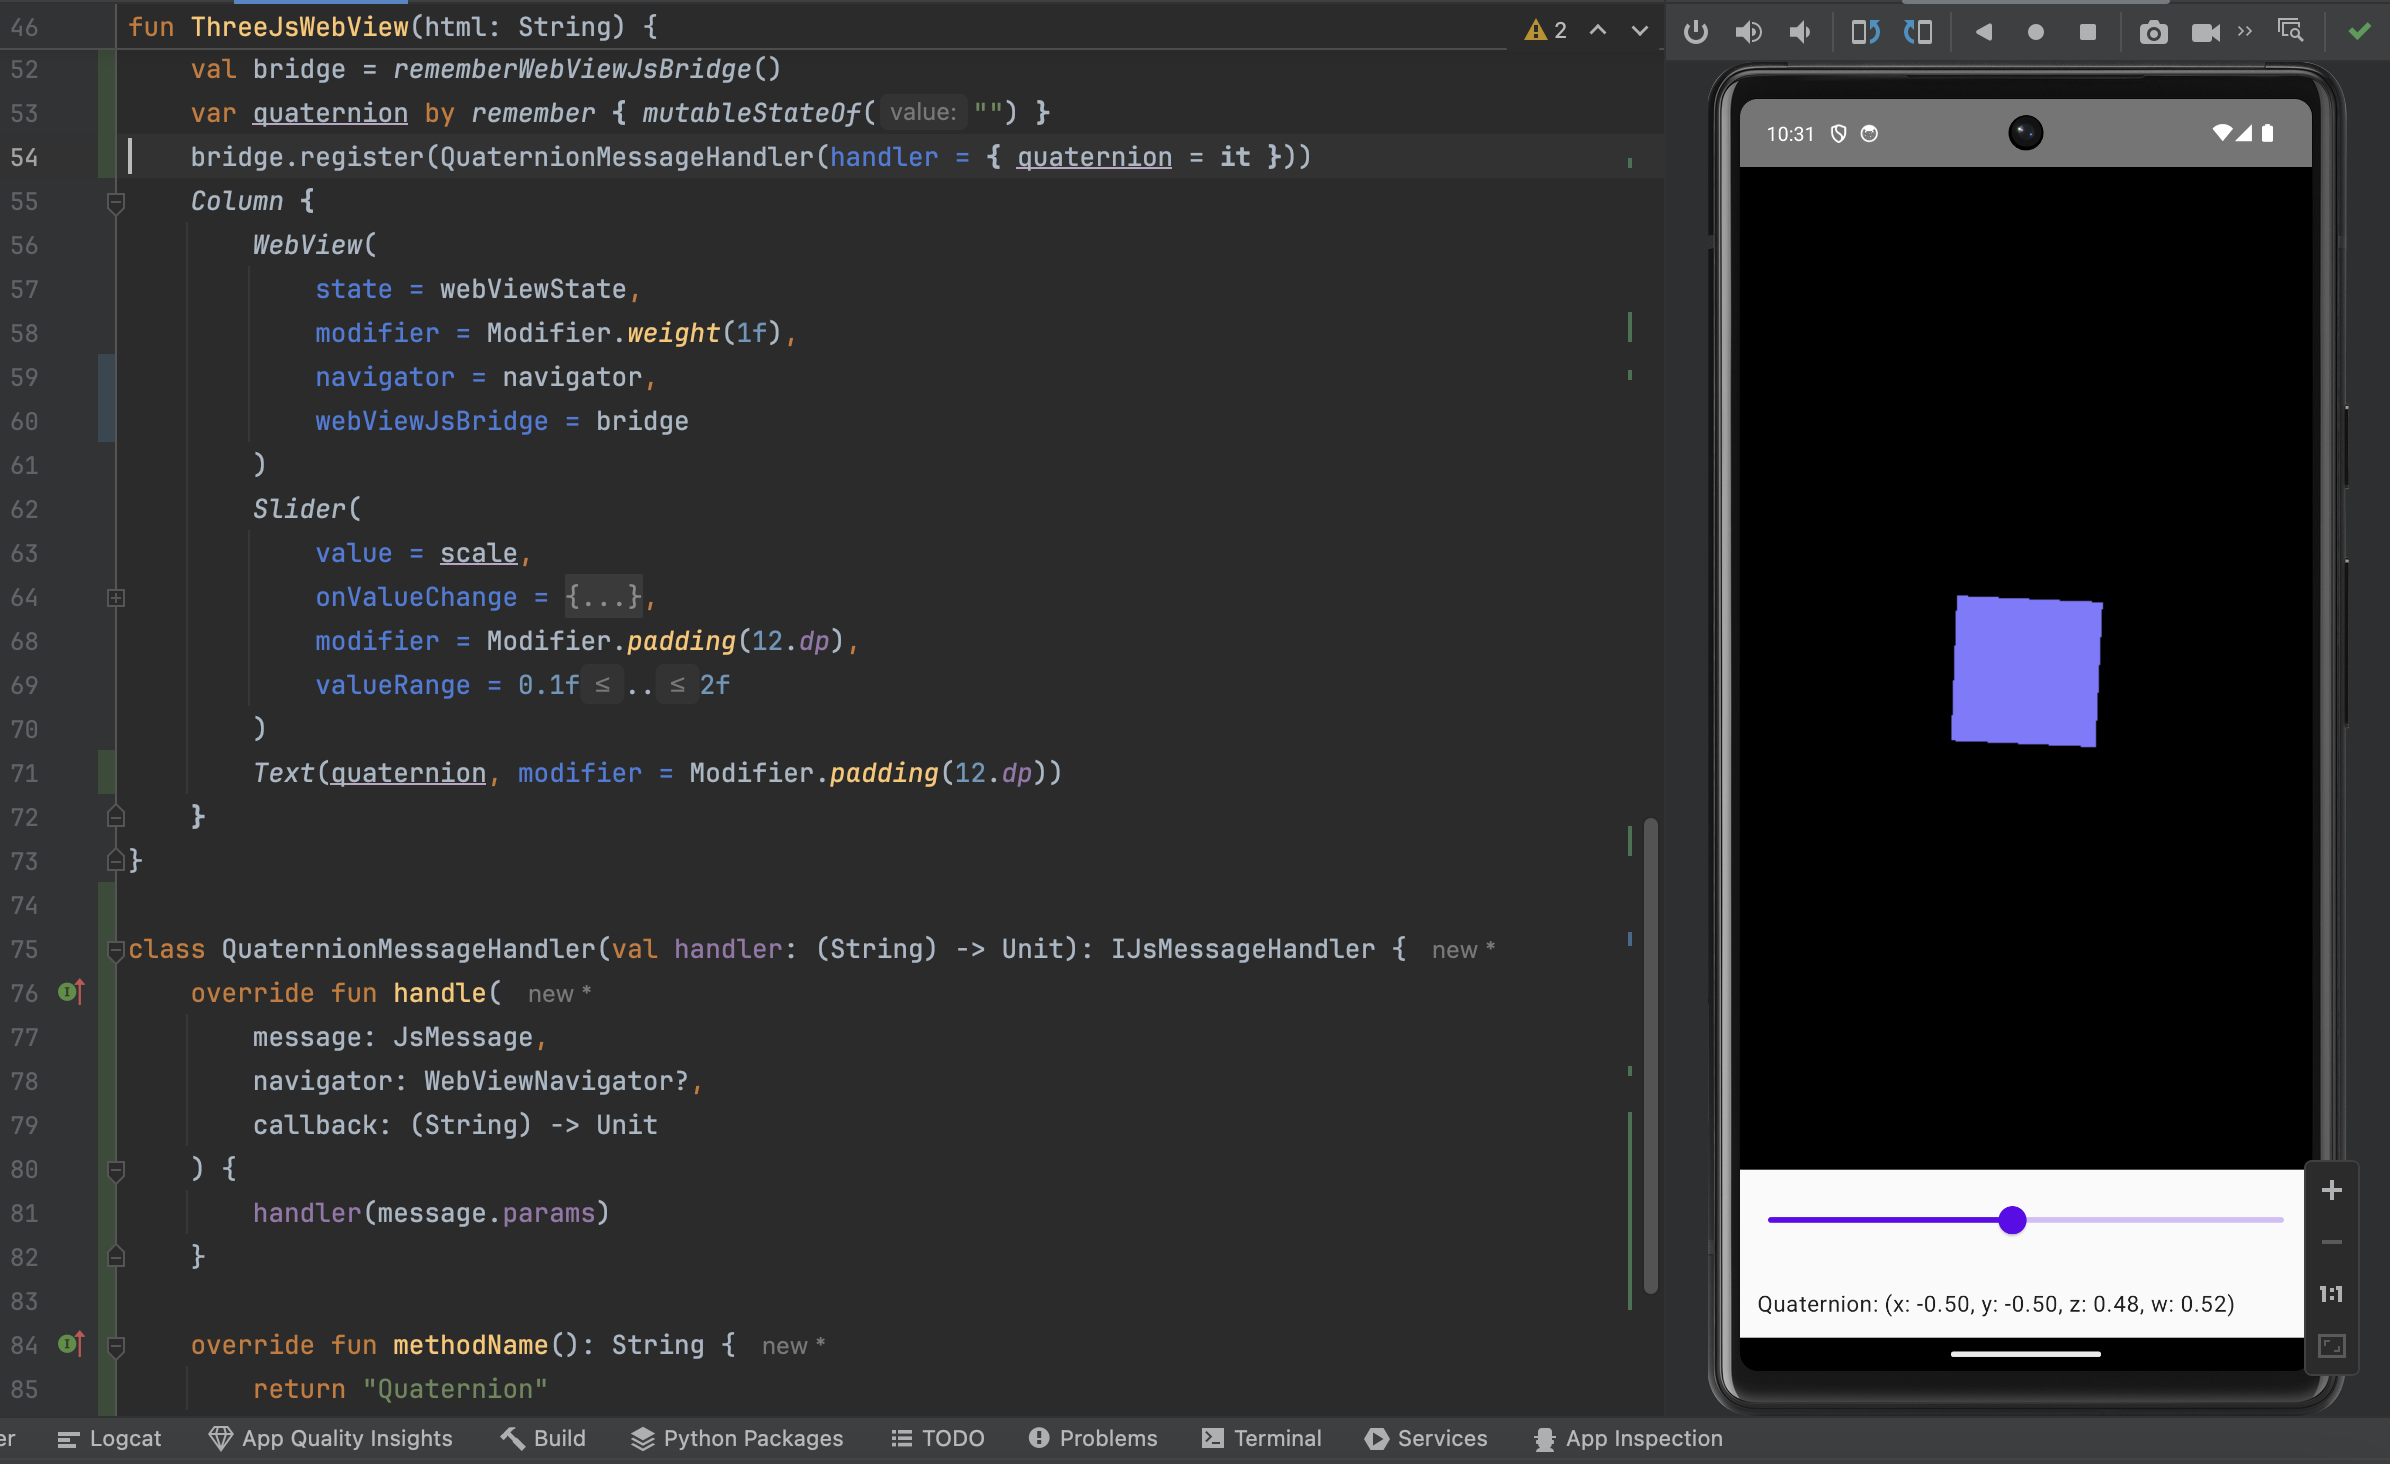 46 fun ThreeJsWebView(html: String) {
2
52 val bridge = rememberWebViewJsBridge()
53 var quaternion by remember { mutableStateOf( value: "") }
54 bridge.register(QuaternionMessageHandler(handler = { quaternion = it }))
55 Column {
56 WebView(
57 state = webViewState,
58 modifier = Modifier.weight(1f),
59 navigator = navigator,
60 webViewJsBridge = bridge
61 )
62 Slider(
63 value = scale,
64 onValueChange = {...},
68 modifier = Modifier.padding(12.dp),
69 valueRange = 0.1f ≤ .. ≤ 2f
70 )
71 Text(quaternion, modifier = Modifier.padding(12.dp))
72 }
73 }
74
75 class QuaternionMessageHandler(val handler: (String) -> Unit): IJsMessageHandler { new *
76 override fun handle( new *
77 message: JsMessage,
78 navigator: WebViewNavigator?,
79 callback: (String) -> Unit
80 ) {
81 handler(message.params)
82 }
83
84 override fun methodName(): String { new *
85 return "Quaternion"
10:31
Quaternion: (x: -0.50, y: -0.50, z: 0.48, w: 0.52)
1:1
er Logcat App Quality Insights Build Python Packages TODO Problems Terminal Services App Inspection